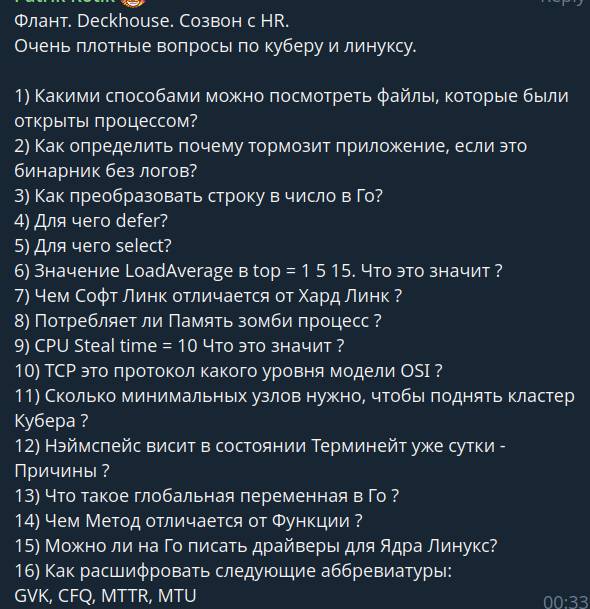 Флант. Deckhouse. Созвон с HR.
Очень плотные вопросы по куберу и линуксу.
1) Какими способами можно посмотреть файлы, которые были
открыты процессом?
2) Как определить почему тормозит приложение, если это
бинарник без логов?
3) Как преобразовать строку в число в Го?
4) Для чего defer?
5) Для чего select?
6) Значение LoadAverage в top = 1 5 15. Что это значит ?
7) Чем Софт Линк отличается от Хард Линк ?
8) Потребляет ли Память зомби процесс ?
9) CPU Steal time = 10 Что это значит ?
10) TCP это протокол какого уровня модели OSI ?
11) Сколько минимальных узлов нужно, чтобы поднять кластер
Кубера ?
12) Нэймспейс висит в состоянии Терминейт уже сутки -
Причины ?
13) Что такое глобальная переменная в Го ?
14) Чем Метод отличается от Функции ?
15) Можно ли на Го писать драйверы для Ядра Линукс?
16) Как расшифровать следующие аббревиатуры:
GVK, CFQ, MTTR, MTU
00:33